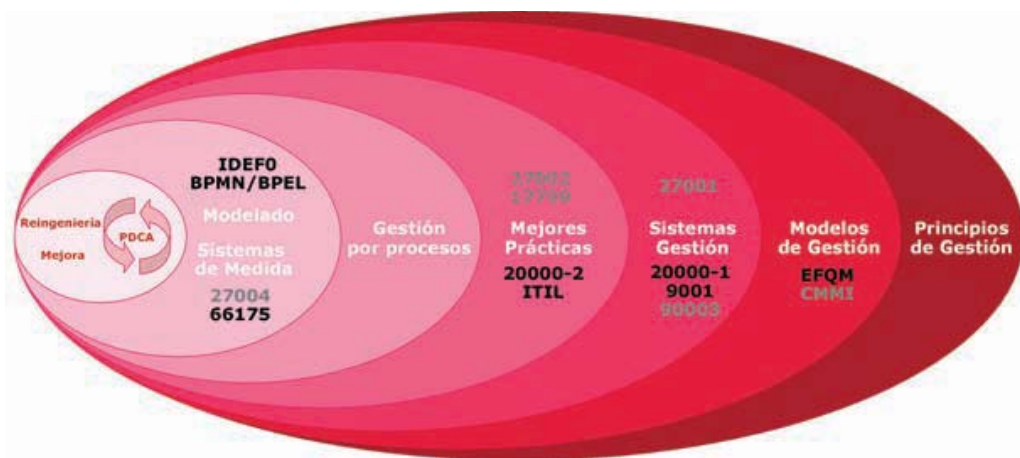 Reingenieria
PDCA
Mejora
IDEF0
BPMN/BPEL
Modelado
Sistemas
de Medida
27004
66175
Gestión
por procesos
27002
17799
Mejores
Prácticas
20000-2
ITIL
27001
Sistemas
Gestión
20000-1
9001
90003
Modelos
de Gestión
EFQM
CMMI
Principios
de Gestión